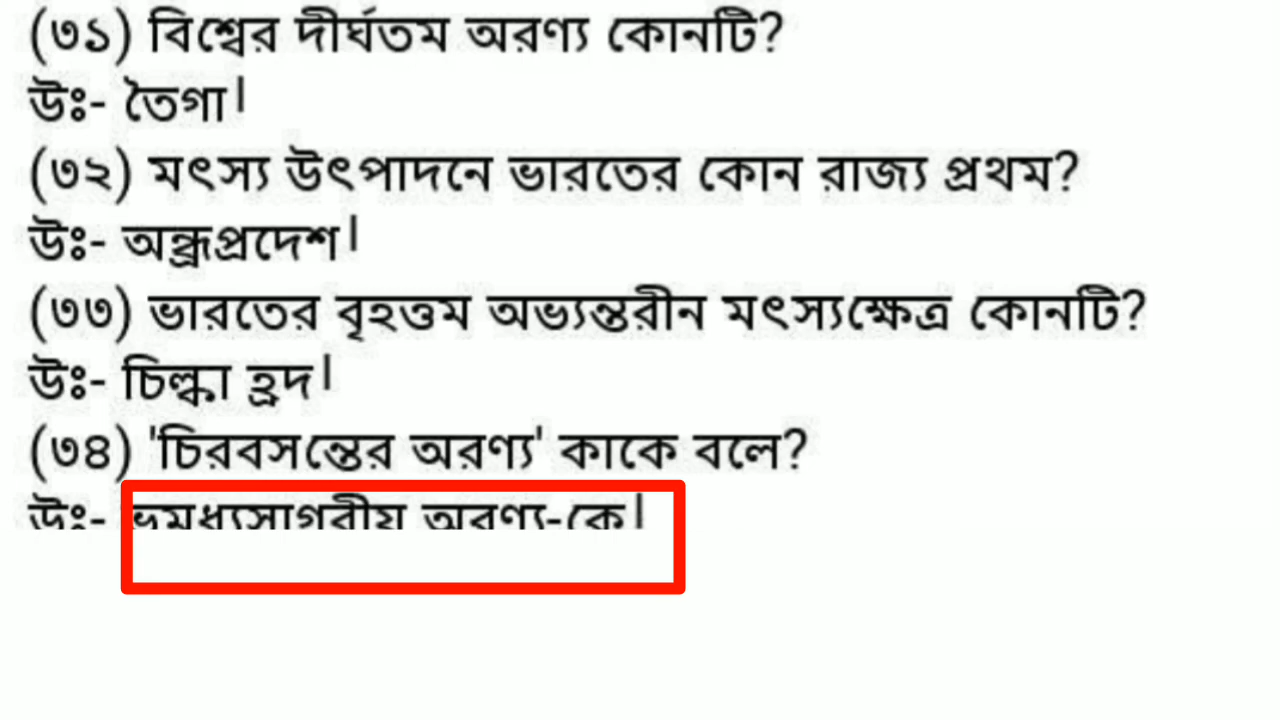 (৩১) বিশ্বের দীর্ঘতম অরণ্য কোনটি?
উঃ- তৈগা।
(৩২) মৎস্য উৎপাদনে ভারতের কোন রাজ্য প্রথম?
উঃ- অন্ধ্রপ্রদেশ।
(৩৩) ভারতের বৃহত্তম অভ্যন্তরীন মৎস্যক্ষেত্র কোনটি?
উঃ- চিল্কা হ্রদ।
(৩৪) 'চিরবসন্তের অরণ্য' কাকে বলে?
উঃ- ভূমধ্যসাগরীয় অরণ্য-কে।